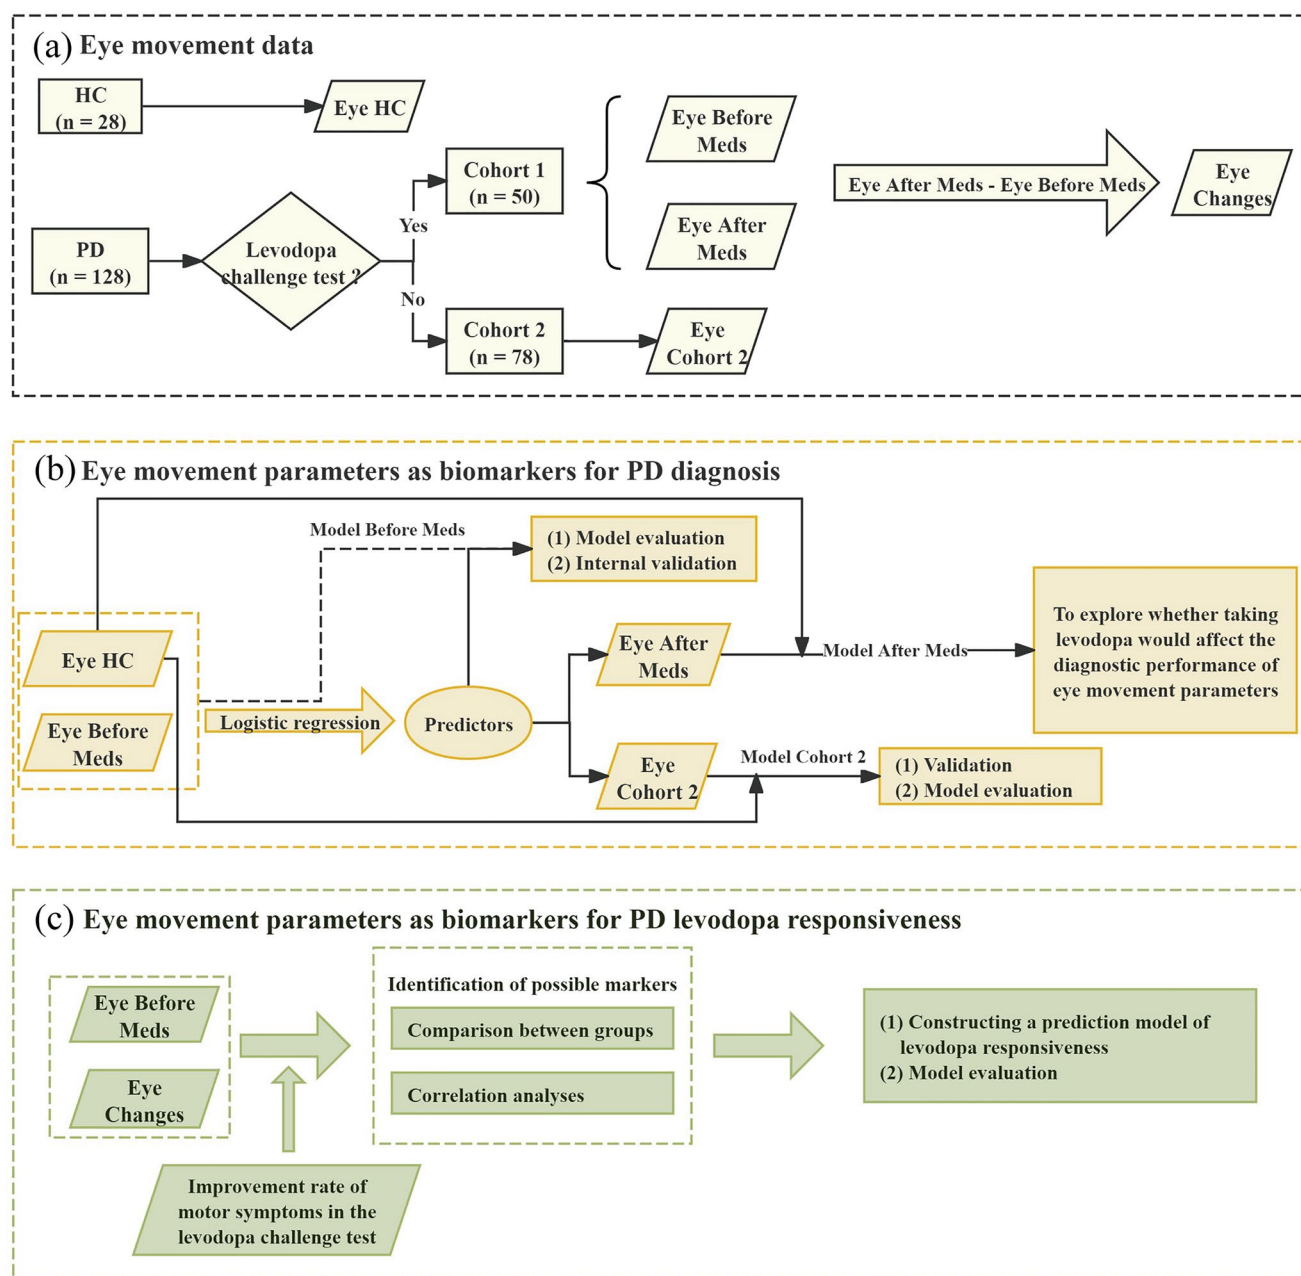 (a) Eye movement data
HC
(n = 28)
Eye HC
PD
(n = 128)
Levodopa
challenge test ?
Yes
No
Cohort 1
(n = 50)
Cohort 2
(n = 78)
Eye Before
Meds
Eye After
Meds
Eye
Cohort 2
Eye After Meds - Eye Before Meds
Eye
Changes
(b) Eye movement parameters as biomarkers for PD diagnosis
Model Before Meds
(1) Model evaluation
(2) Internal validation
Eye HC
Eye Before
Meds
Logistic regression
Predictors
Eye After
Meds
Model After Meds
To explore whether taking
levodopa would affect the
diagnostic performance of
eye movement parameters
Eye
Cohort 2
Model Cohort 2
(1) Validation
(2) Model evaluation
(c) Eye movement parameters as biomarkers for PD levodopa responsiveness
Eye Before
Meds
Eye
Changes
Improvement rate of
motor symptoms in the
levodopa challenge test
Identification of possible markers
Comparison between groups
Correlation analyses
(1) Constructing a prediction model of
levodopa responsiveness
(2) Model evaluation